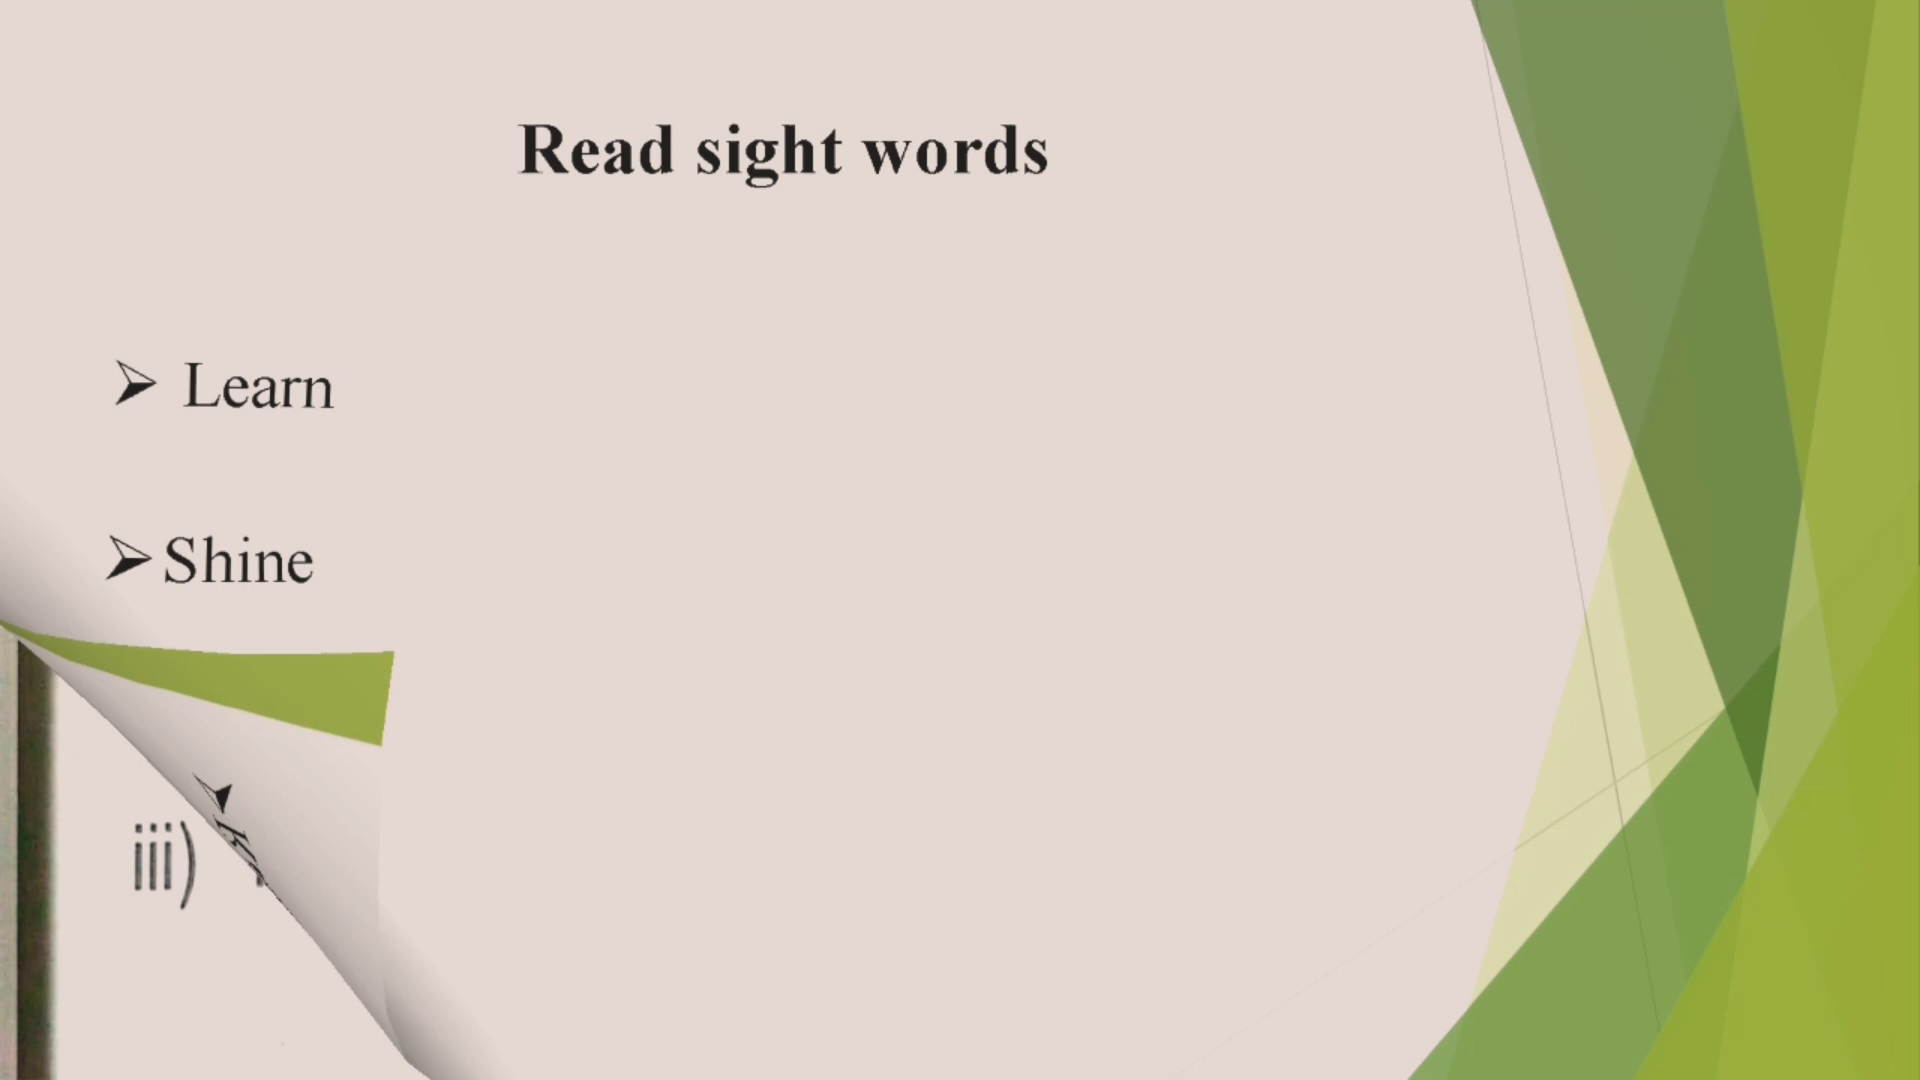 Read sight words
➢ Learn
➢ Shine
iii)